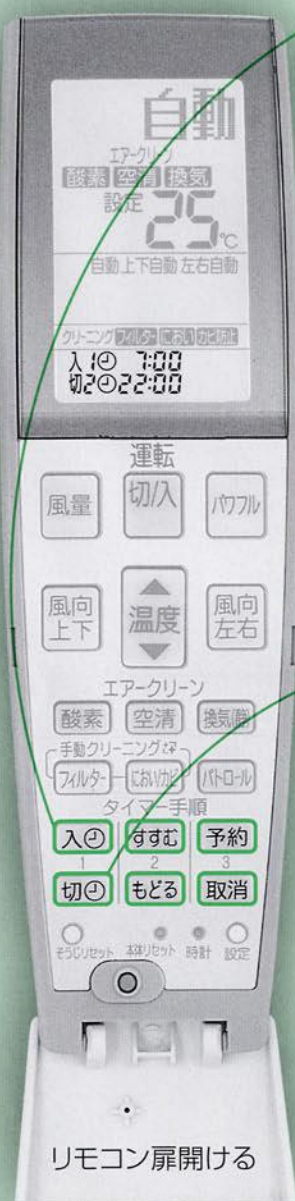 自動
エアークリーン
酸素 空清 換気
設定 25℃
自動 上下自動 左右自動
クリーニング フィルター におい カビ防止
入1 7:00
切2 22:00
運転
風量 切/入 パワフル
風向上下 温度 風向左右
エアークリーン
酸素 空清
手動クリーニング
フィルター においカビ パトロール
タイマー手順
入 すすむ 予約
1 2 3
切 もどる 取消
そうじリセット 本体リセット 時計 設定
リモコン扉開ける